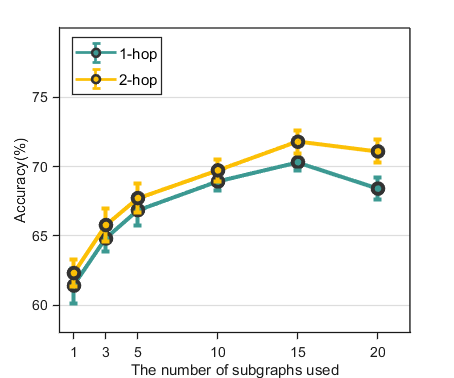 1-hop
2-hop
75
70
65
60
Accuracy(%)
1 3 5 10 15 20
The number of subgraphs used